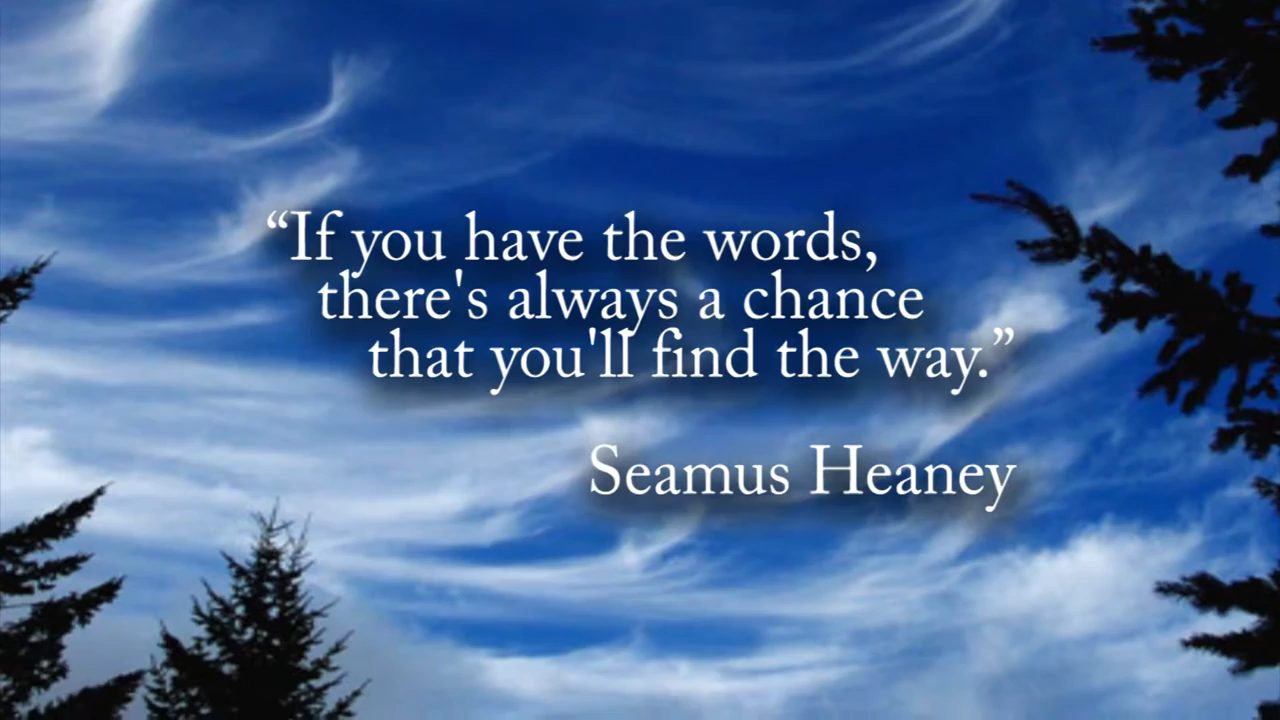 “If you have the words,
there's always a chance
that you'll find the way.”
Seamus Heaney